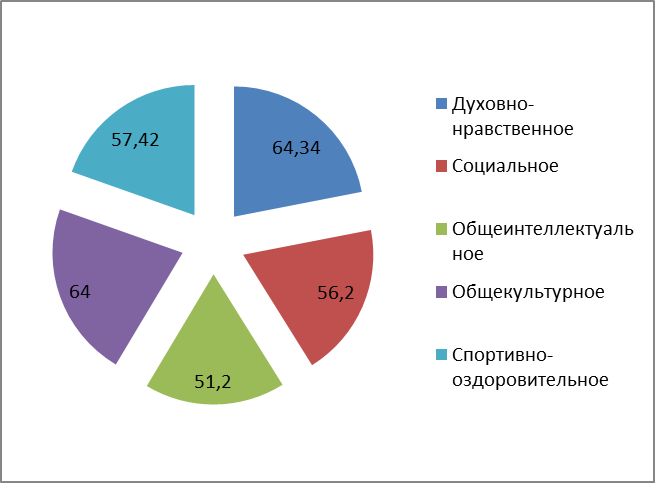 57,42
64,34
64
56,2
51,2
Духовно-
нравственное
Социальное
Общеинтеллектуаль
ное
Общекультурное
Спортивно-
оздоровительное